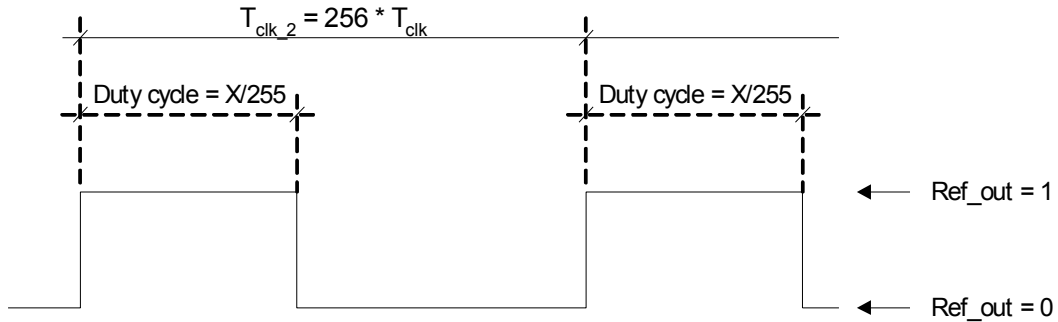 T_clk_2 = 256 * T_clk
Duty cycle = X/255 Duty cycle = X/255
Ref_out = 1
Ref_out = 0